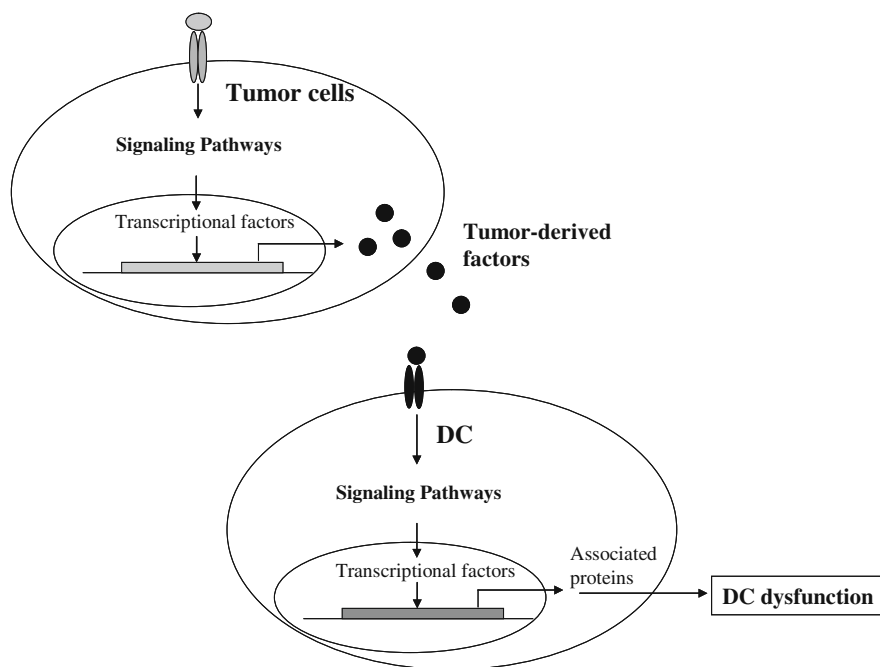 Tumor cells
Signaling Pathways
Transcriptional factors
Tumor-derived
factors
DC
Signaling Pathways
Transcriptional factors
Associated
proteins
DC dysfunction